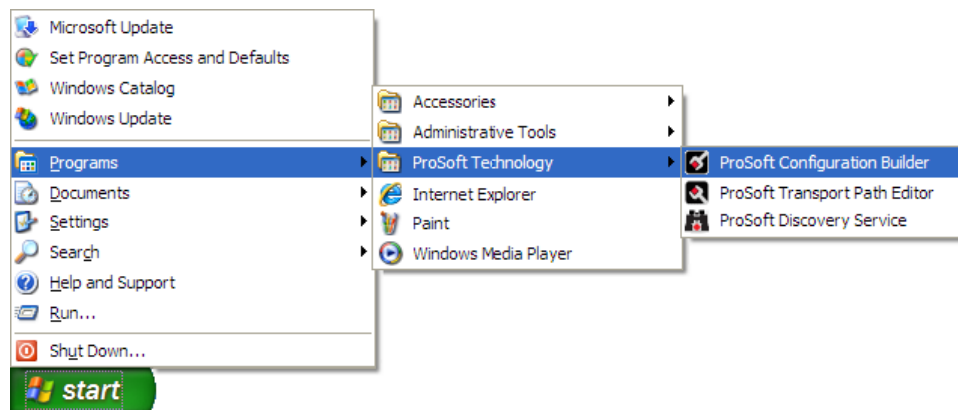 Microsoft Update
Set Program Access and Defaults
Windows Catalog
Windows Update
Programs
Documents
Settings
Search
Help and Support
Run...
Shut Down...
start
Accessories
Administrative Tools
ProSoft Technology
Internet Explorer
Paint
Windows Media Player
ProSoft Configuration Builder
ProSoft Transport Path Editor
ProSoft Discovery Service